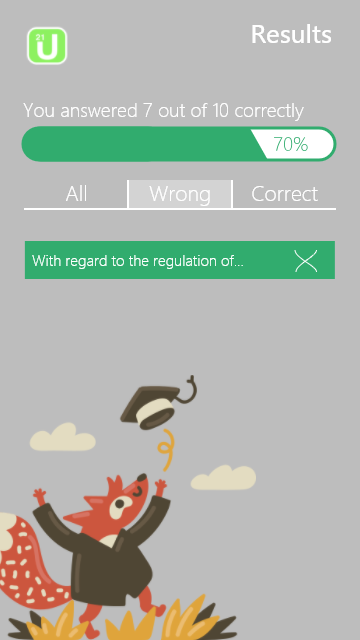 21
U
Results
You answered 7 out of 10 correctly
70%
All Wrong Correct
With regard to the regulation of...